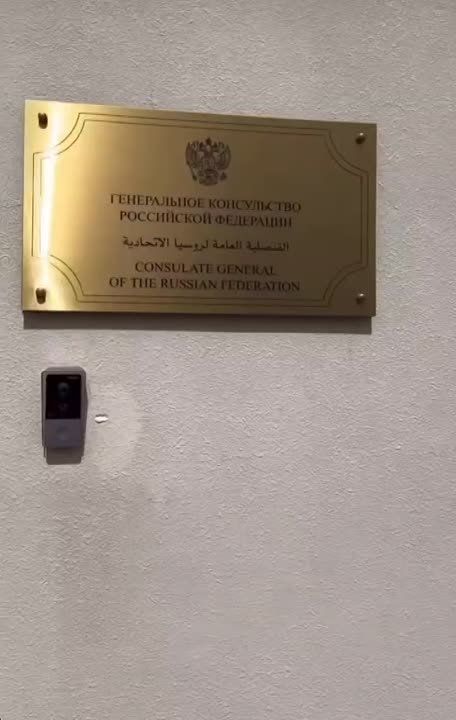 ГЕНЕРАЛЬНОЕ КОНСУЛЬСТВО
РОССИЙСКОЙ ФЕДЕРАЦИИ
القنصلية العامة لروسيا الاتحادية
CONSULATE GENERAL
OF THE RUSSIAN FEDERATION